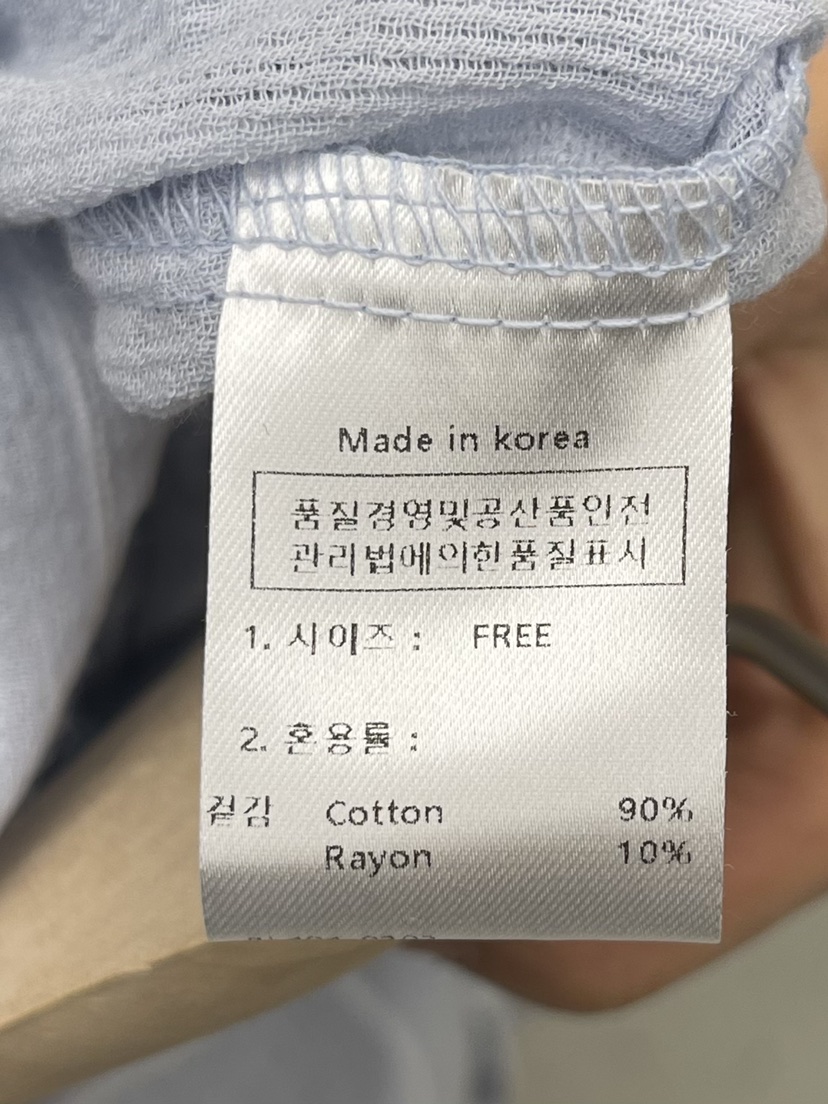 Made in korea
품질경영및공산품안전
관리법에의한품질표시
1. 사이즈 : FREE
2. 혼용률 :
겉감 Cotton 90%
Rayon 10%